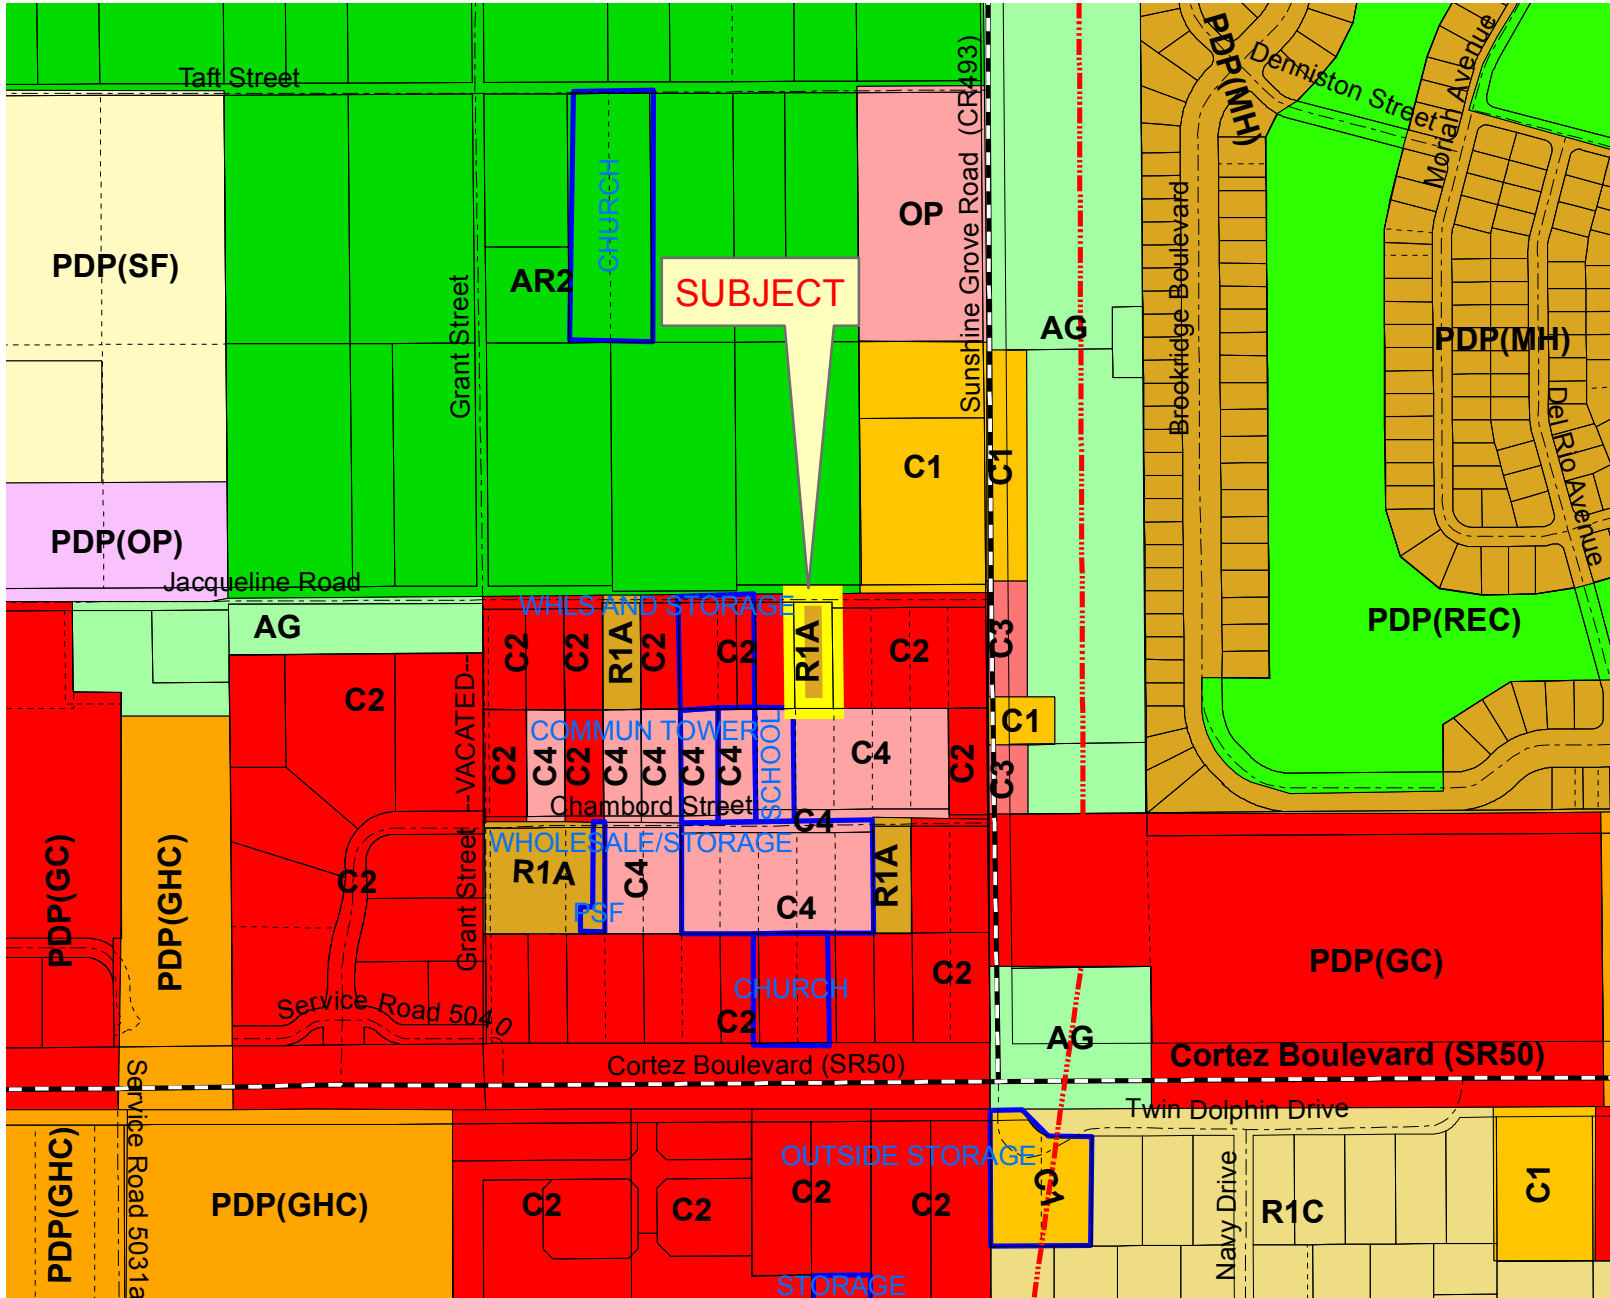 Taft Street
Sunshine Grove Road (CR493)
PDP(MH)
Denniston Street
Moriah Avenue
CHURCH
OP
PDP(SF)
AR2
SUBJECT
Grant Street
AG
Brookridge Boulevard
PDP(MH)
C1
C1
Del Rio Avenue
PDP(OP)
Jacqueline Road
AG
WHLS AND STORAGE
C2
C2
R1A
C2
C2
R1A
C2
C3
PDP(REC)
C2
--VACATED--
COMMUN TOWER
SCHOOL
C1
C2
C4
C2
C4
C4
C4
C4
C4
C2
C3
Chambord Street
C4
WHOLESALE/STORAGE
PDP(GC)
PDP(GHC)
C2
Grant Street
R1A
PSF
C4
C4
R1A
C2
PDP(GC)
CHURCH
C2
Service Road 5040
AG
Cortez Boulevard (SR50)
Cortez Boulevard (SR50)
Service Road 5031a
Twin Dolphin Drive
PDP(GHC)
PDP(GHC)
OUTSIDE STORAGE
C2
C2
C2
C2
C1
Navy Drive
R1C
C1
STORAGE